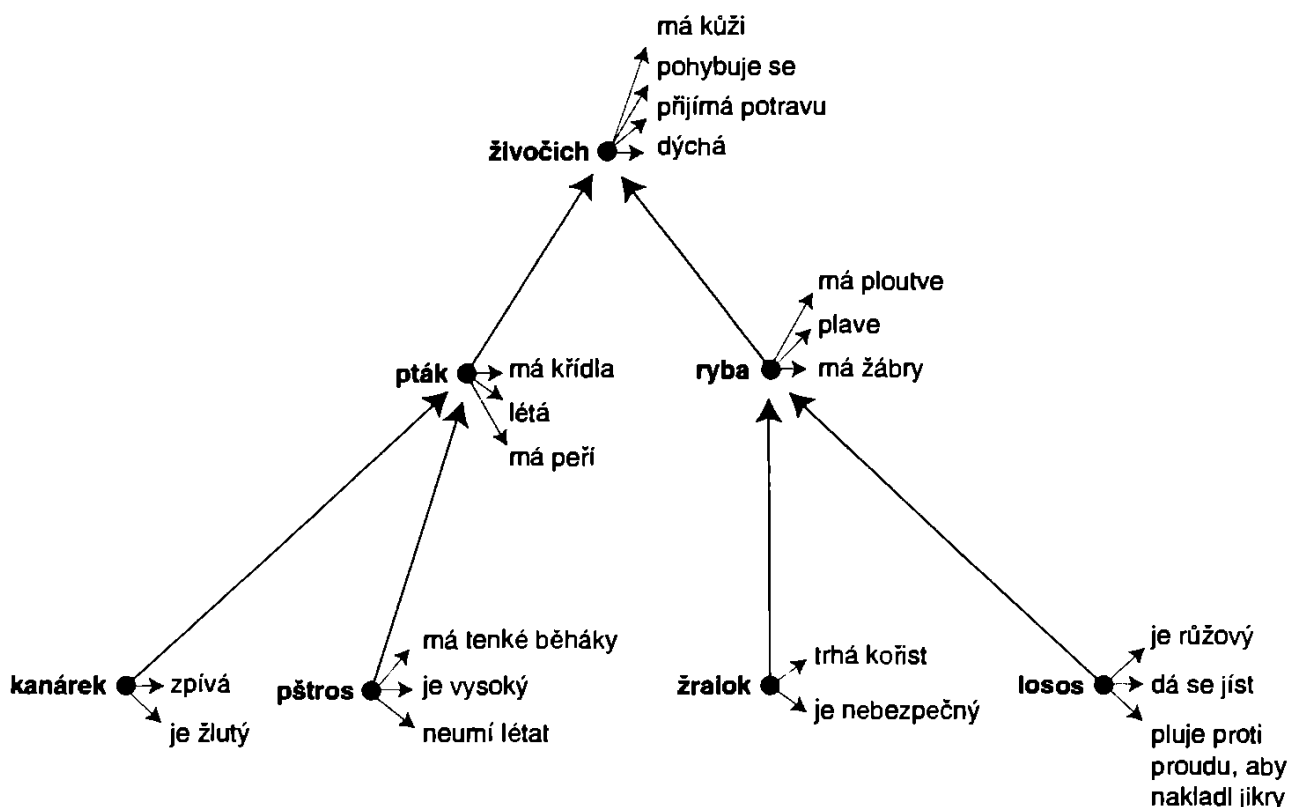 má kůži
pohybuje se
přijímá potravu
živočich
dýchá
má ploutve
plave
pták
má křídla
ryba
má žábry
létá
má peří
má tenké běháky
je růžový
trhá kořist
kanárek
zpívá
pštros
je vysoký
žralok
losos
dá se jíst
je žlutý
neumí létat
je nebezpečný
pluje proti
proudu, aby
nakladl jikry